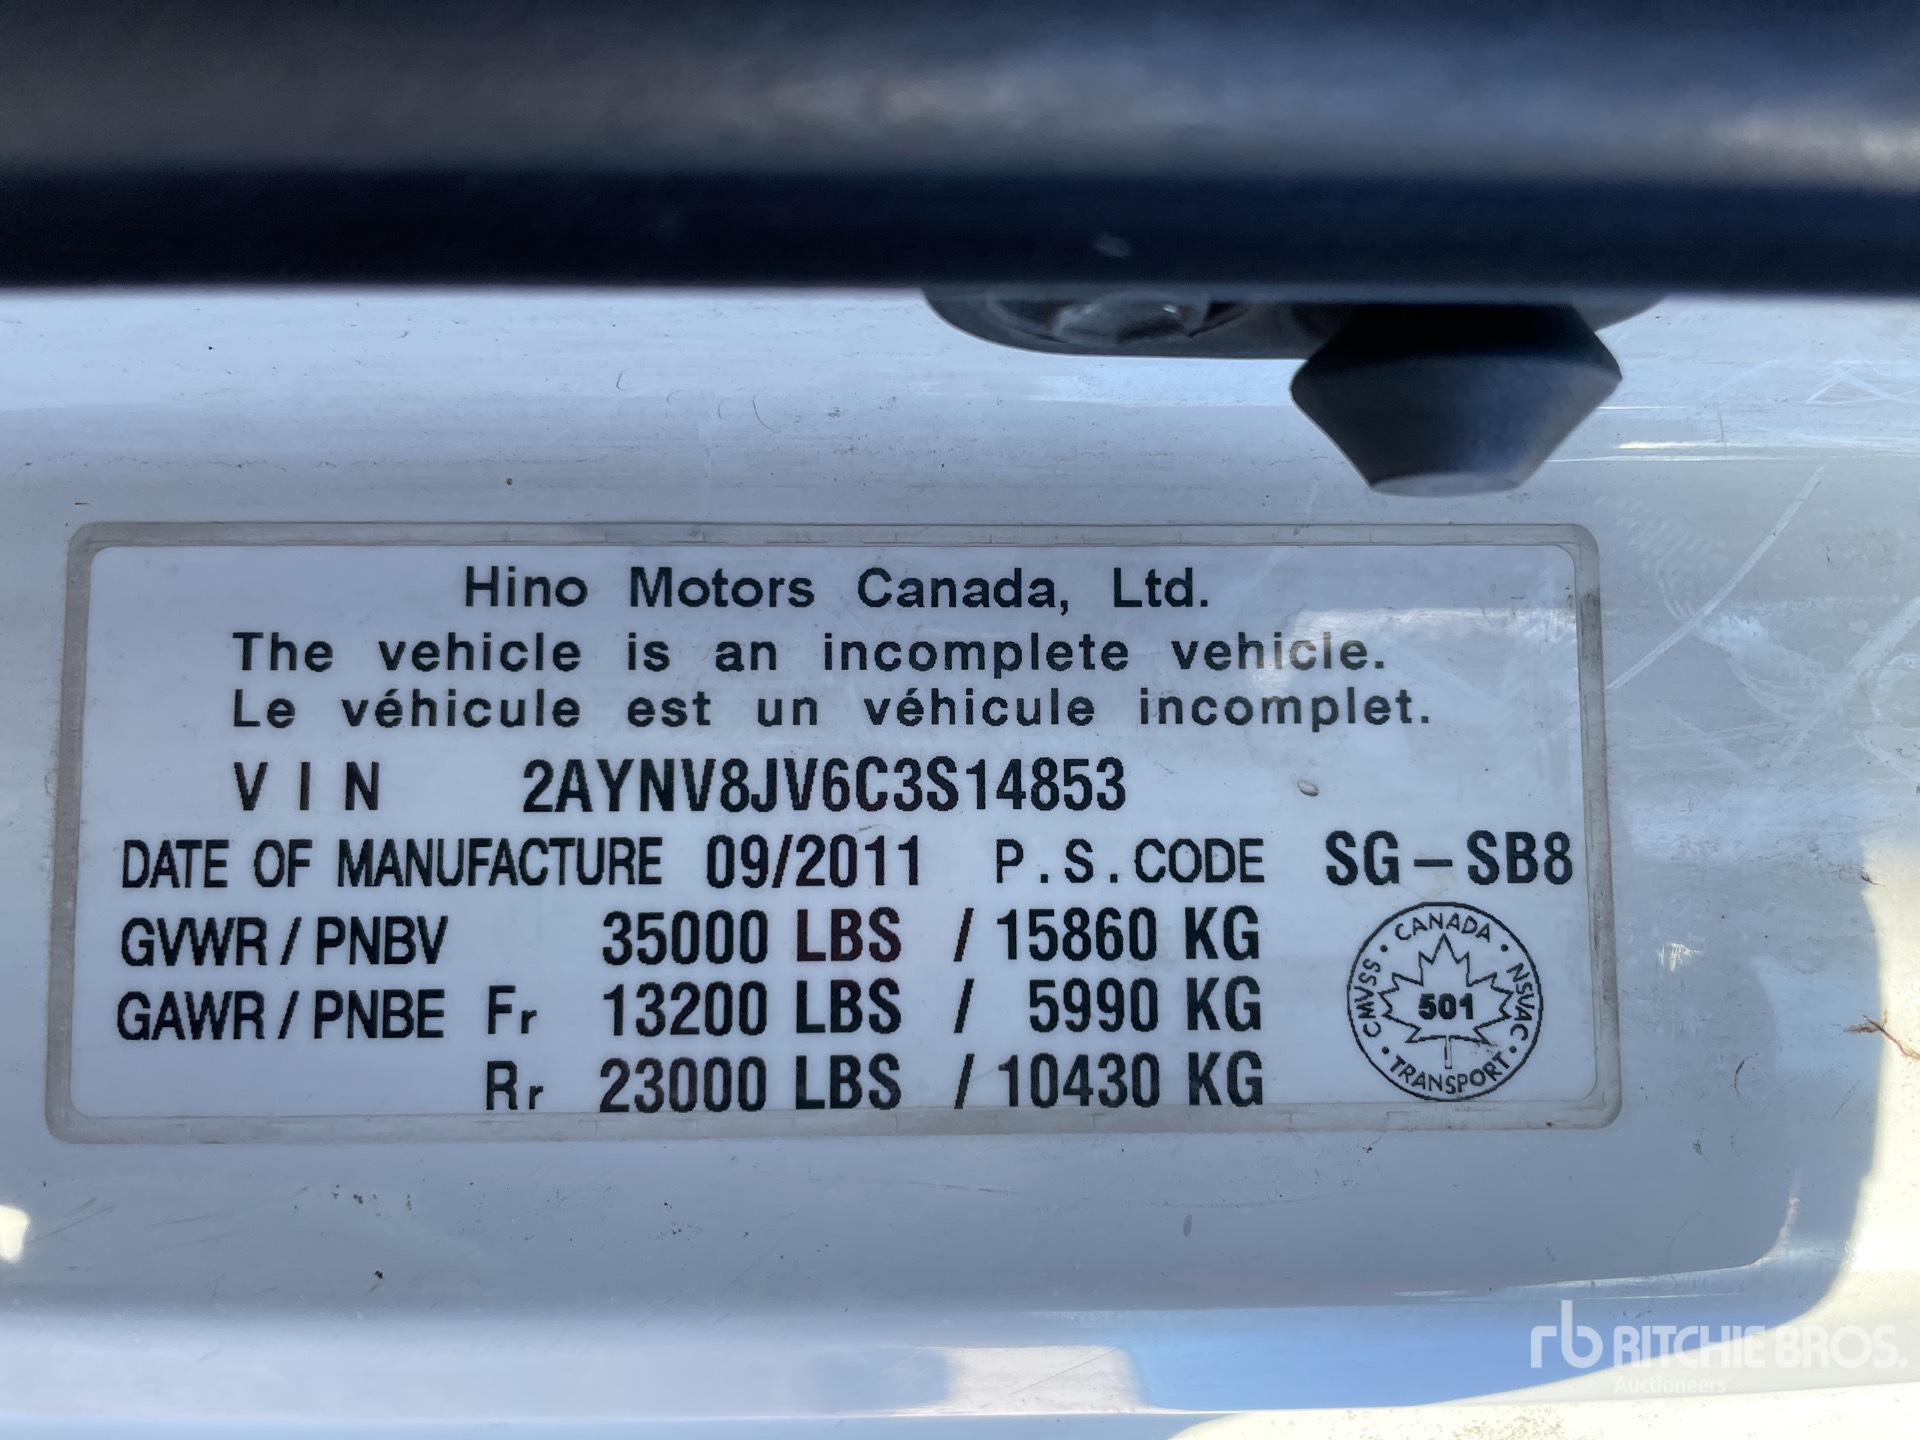 Hino Motors Canada, Ltd.
The vehicle is an incomplete vehicle.
Le véhicule est un véhicule incomplet.
VIN 2AYNV8JV6C3S14853
DATE OF MANUFACTURE 09/2011 P.S.CODE SG-SB8
GVWR/PNBV 35000 LBS / 15860 KG
GAWR/PNBE Fr 13200 LBS / 5990 KG
Rr 23000 LBS / 10430 KG
CANADA · NSVAC · TRANSPORT · CMVSS ·
501
rb RITCHIE BROS.
Auctioneers